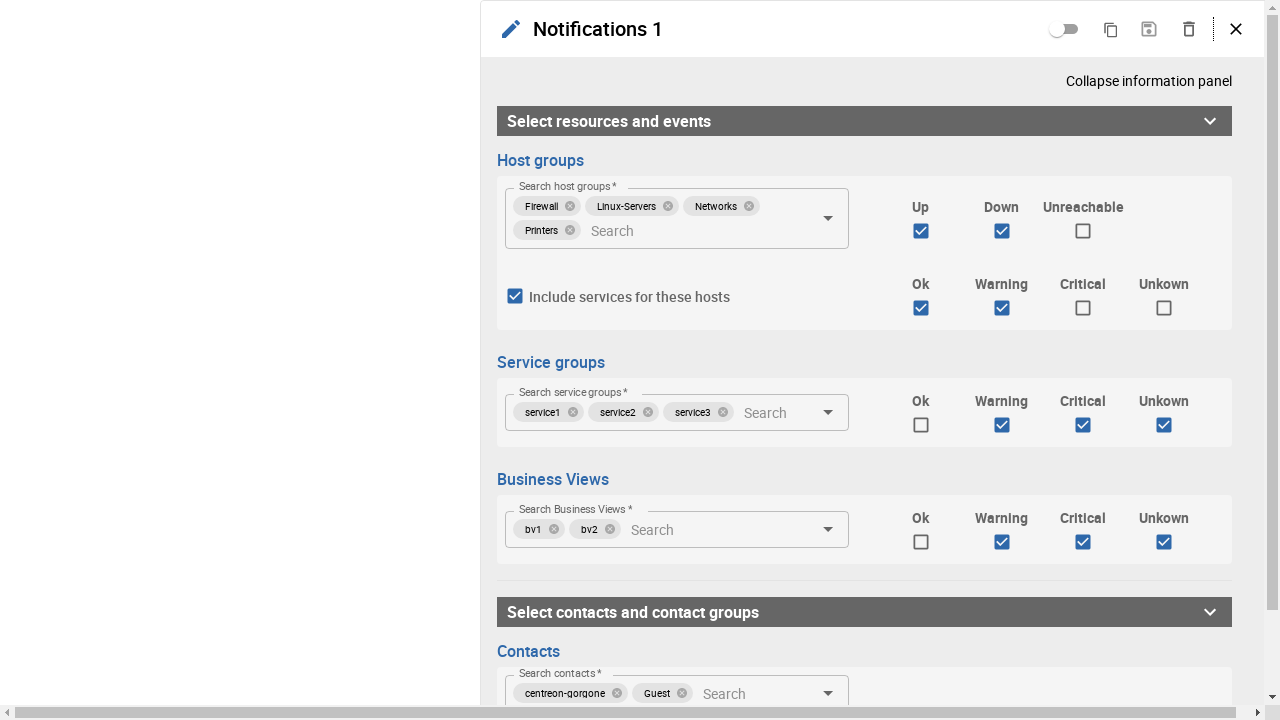 Notifications 1
Collapse information panel
Select resources and events
Host groups
Search host groups *
Firewall Linux-Servers Networks
Printers Search
Up Down Unreachable
Include services for these hosts
Ok Warning Critical Unkown
Service groups
Search service groups *
service1 service2 service3 Search
Ok Warning Critical Unkown
Business Views
Search Business Views *
bv1 bv2 Search
Ok Warning Critical Unkown
Select contacts and contact groups
Contacts
Search contacts *
centreon-gorgone Guest Search